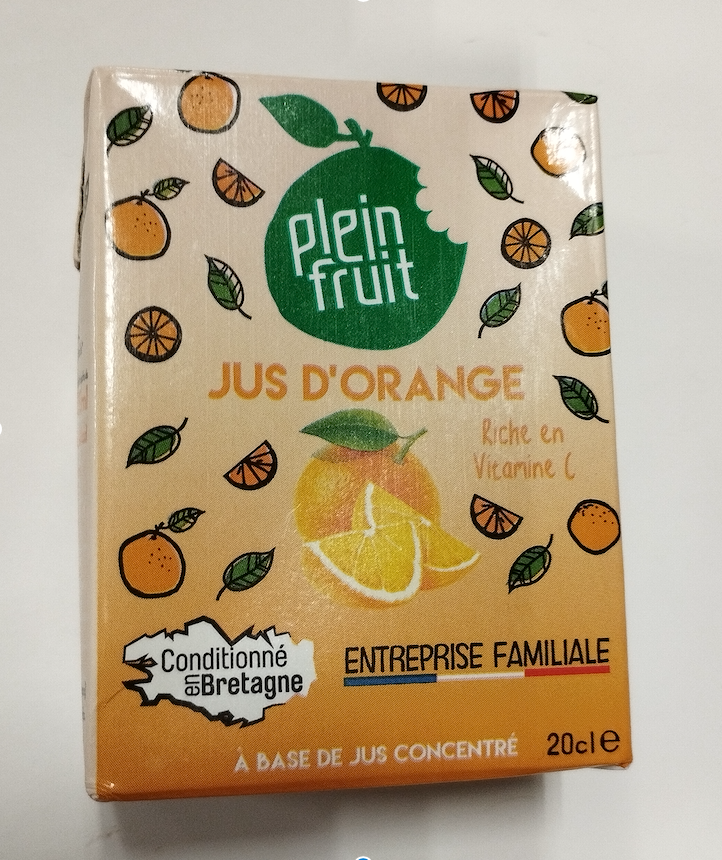 plein
fruit
JUS D'ORANGE
Riche en
Vitamine C
Conditionné
en Bretagne
ENTREPRISE FAMILIALE
À BASE DE JUS CONCENTRÉ
20cl e